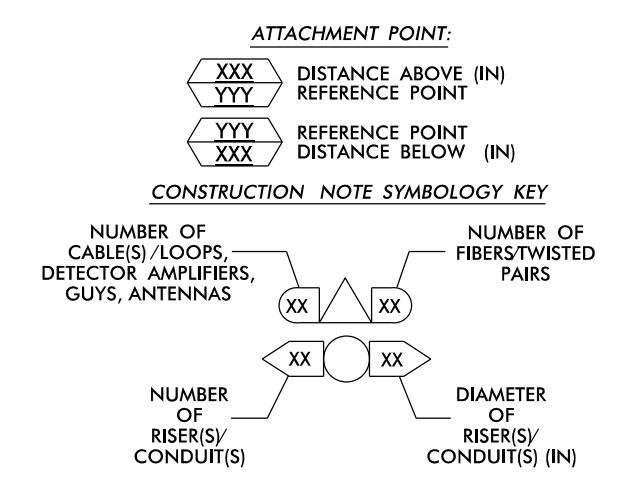 ATTACHMENT POINT:
XXX DISTANCE ABOVE (IN)
YYY REFERENCE POINT
YYY REFERENCE POINT
XXX DISTANCE BELOW (IN)
CONSTRUCTION NOTE SYMBOLOGY KEY
NUMBER OF
CABLE(S)/LOOPS,
DETECTOR AMPLIFIERS,
GUYS, ANTENNAS
NUMBER OF
FIBERS/TWISTED
PAIRS
XX XX
XX XX
NUMBER
OF
RISER(S)/
CONDUIT(S)
DIAMETER
OF
RISER(S)/
CONDUIT(S) (IN)